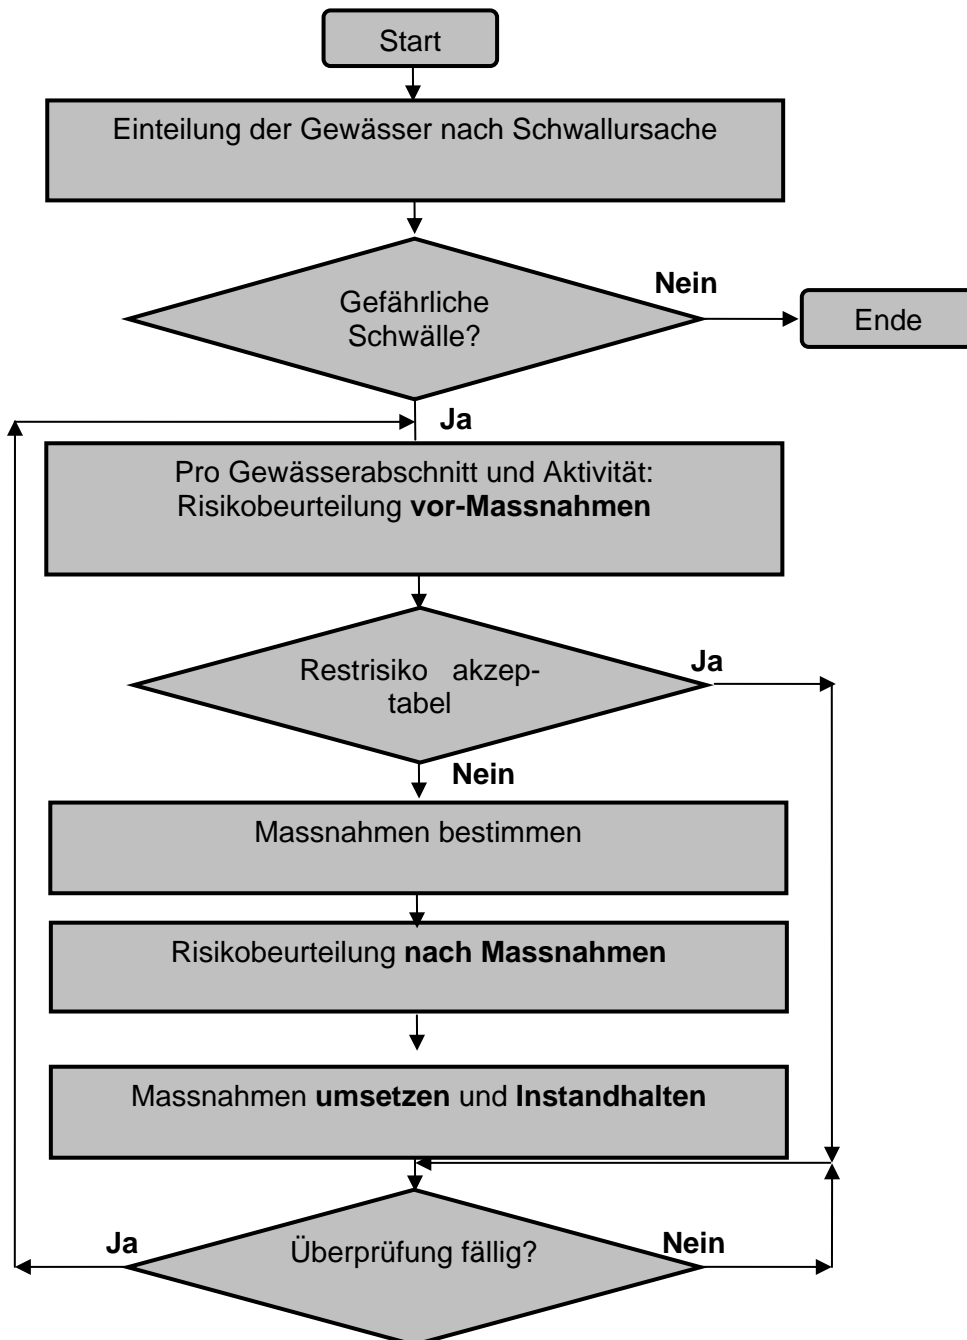 Start
Einteilung der Gewässer nach Schwallursache
Gefährliche
Schwälle?
Nein
Ende
Ja
Pro Gewässerabschnitt und Aktivität:
Risikobeurteilung vor-Massnahmen
Restrisiko akzep-
tabel
Ja
Nein
Massnahmen bestimmen
Risikobeurteilung nach Massnahmen
Massnahmen umsetzen und Instandhalten
Ja
Überprüfung fällig?
Nein